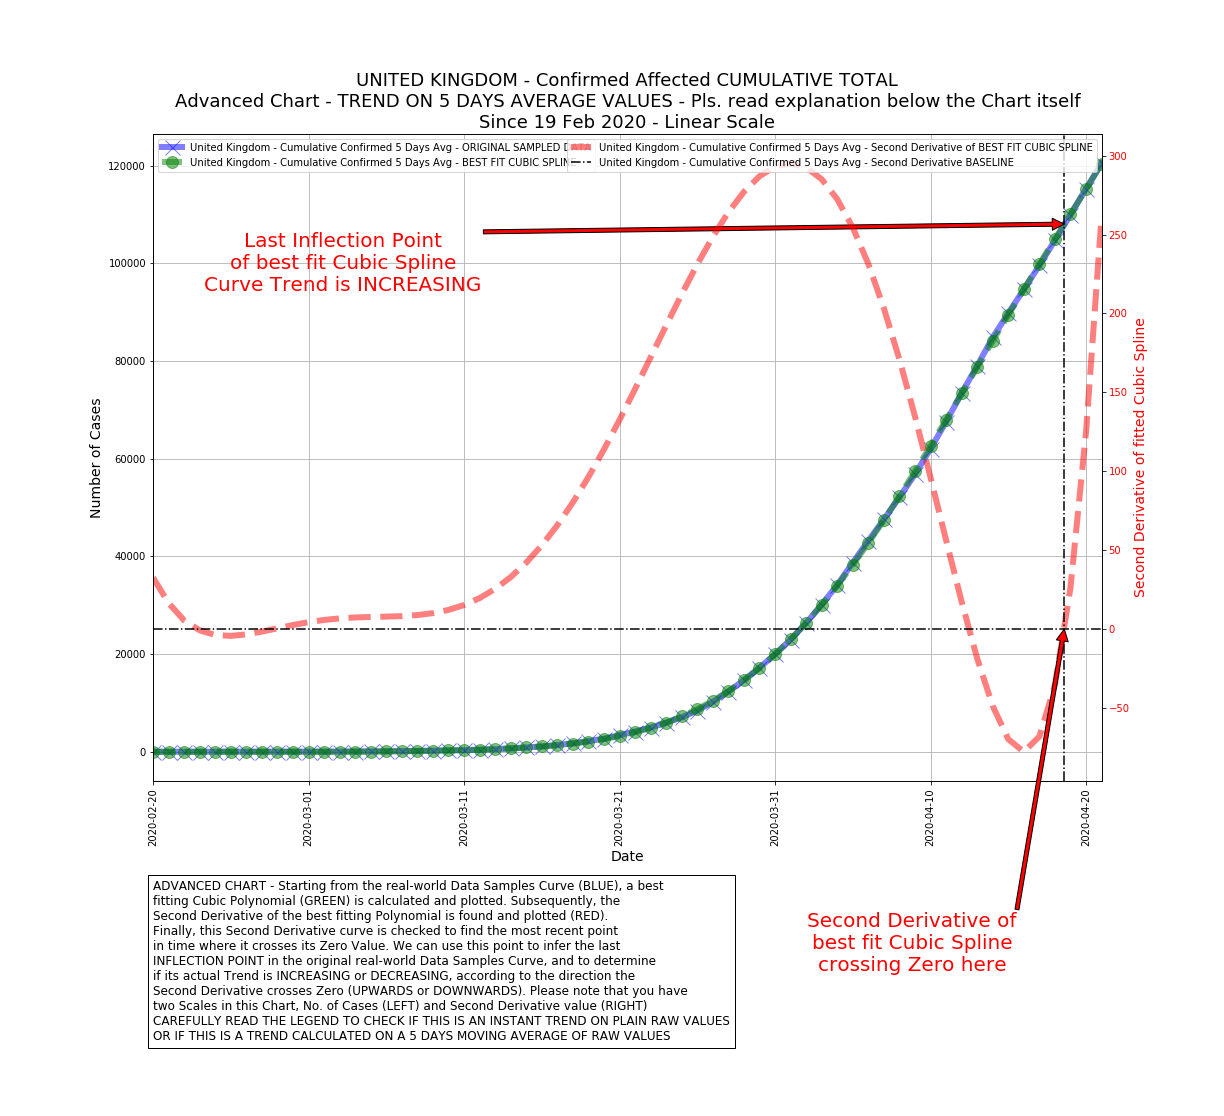 UNITED KINGDOM - Confirmed Affected CUMULATIVE TOTAL
Advanced Chart - TREND ON 5 DAYS AVERAGE VALUES - Pls. read explanation below the Chart itself
Since 19 Feb 2020 - Linear Scale
United Kingdom - Cumulative Confirmed 5 Days Avg - ORIGINAL SAMPLED DATA
United Kingdom - Cumulative Confirmed 5 Days Avg - BEST FIT CUBIC SPLINE
United Kingdom - Cumulative Confirmed 5 Days Avg - Second Derivative of BEST FIT CUBIC SPLINE
United Kingdom - Cumulative Confirmed 5 Days Avg - Second Derivative BASELINE
Last Inflection Point
of best fit Cubic Spline
Curve Trend is INCREASING
Number of Cases
120000
100000
80000
60000
40000
20000
0
300
250
200
150
100
50
0
−50
Second Derivative of fitted Cubic Spline
2020-02-20
2020-03-01
2020-03-11
2020-03-21
2020-03-31
2020-04-10
2020-04-20
Date
ADVANCED CHART - Starting from the real-world Data Samples Curve (BLUE), a best
fitting Cubic Polynomial (GREEN) is calculated and plotted. Subsequently, the
Second Derivative of the best fitting Polynomial is found and plotted (RED).
Finally, this Second Derivative curve is checked to find the most recent point
in time where it crosses its Zero Value. We can use this point to infer the last
INFLECTION POINT in the original real-world Data Samples Curve, and to determine
if its actual Trend is INCREASING or DECREASING, according to the direction the
Second Derivative crosses Zero (UPWARDS or DOWNWARDS). Please note that you have
two Scales in this Chart, No. of Cases (LEFT) and Second Derivative value (RIGHT)
CAREFULLY READ THE LEGEND TO CHECK IF THIS IS AN INSTANT TREND ON PLAIN RAW VALUES
OR IF THIS IS A TREND CALCULATED ON A 5 DAYS MOVING AVERAGE OF RAW VALUES
Second Derivative of
best fit Cubic Spline
crossing Zero here